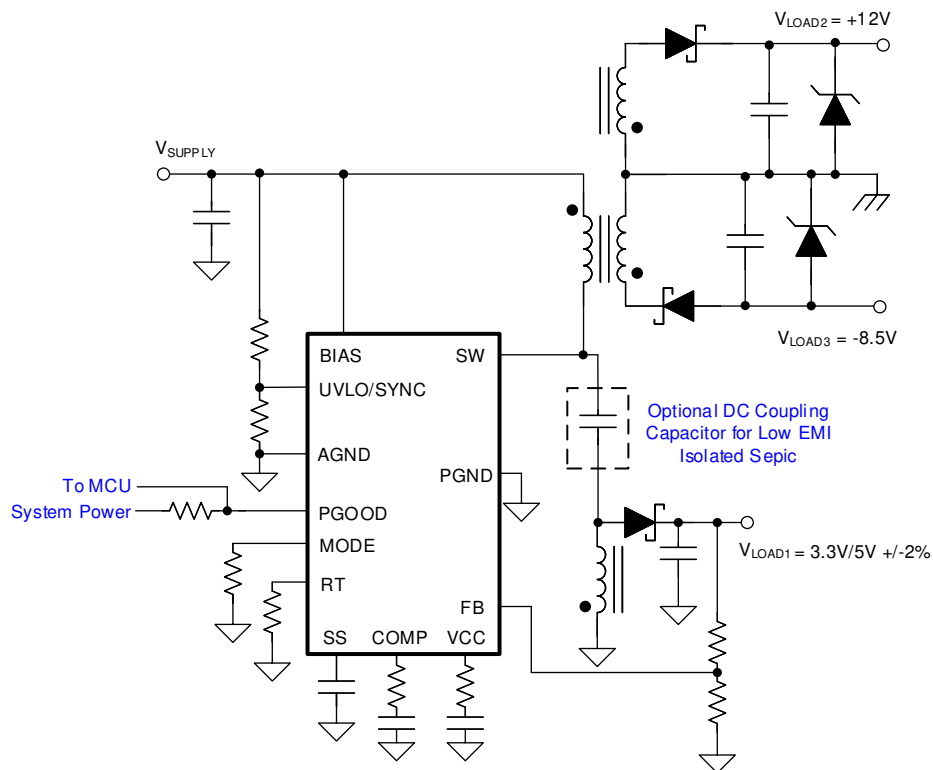 VLOAD2 = +12V
VSUPPLY
VLOAD3 = -8.5V
BIAS
SW
UVLO/SYNC
Optional DC Coupling
Capacitor for Low EMI
Isolated Sepic
AGND
PGND
To MCU
System Power
PGOOD
MODE
VLOAD1 = 3.3V/5V +/-2%
RT
FB
SS
COMP
VCC